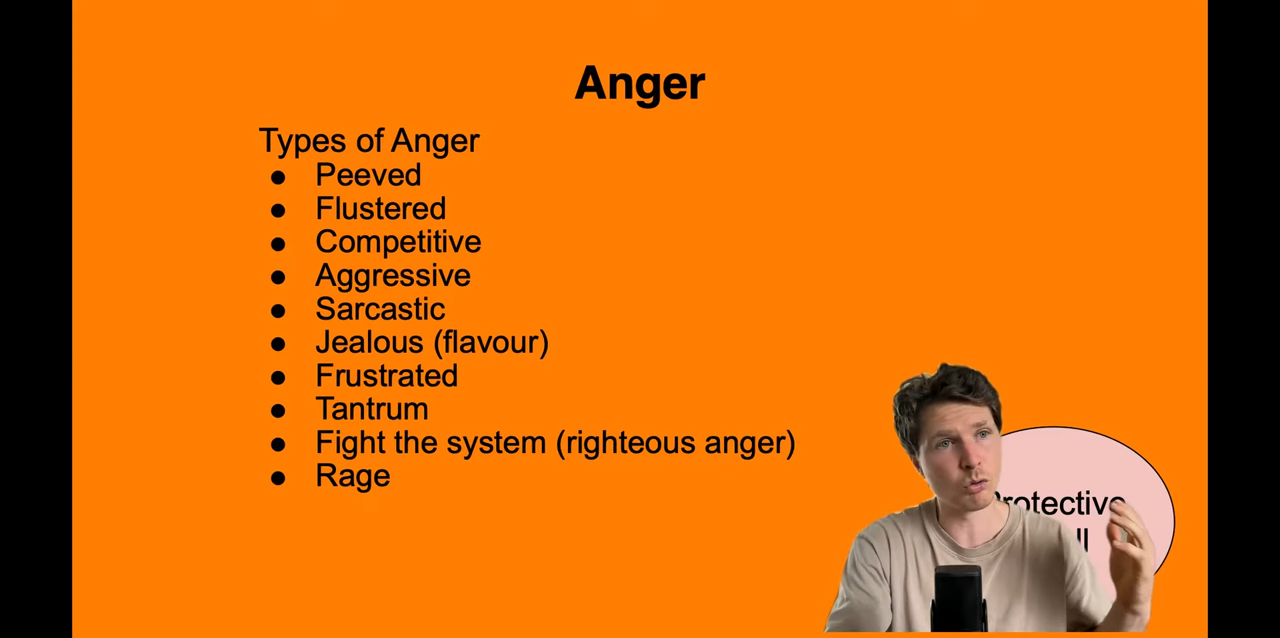 Anger
Types of Anger
● Peeved
● Flustered
● Competitive
● Aggressive
● Sarcastic
● Jealous (flavour)
● Frustrated
● Tantrum
● Fight the system (righteous anger)
● Rage
Protective